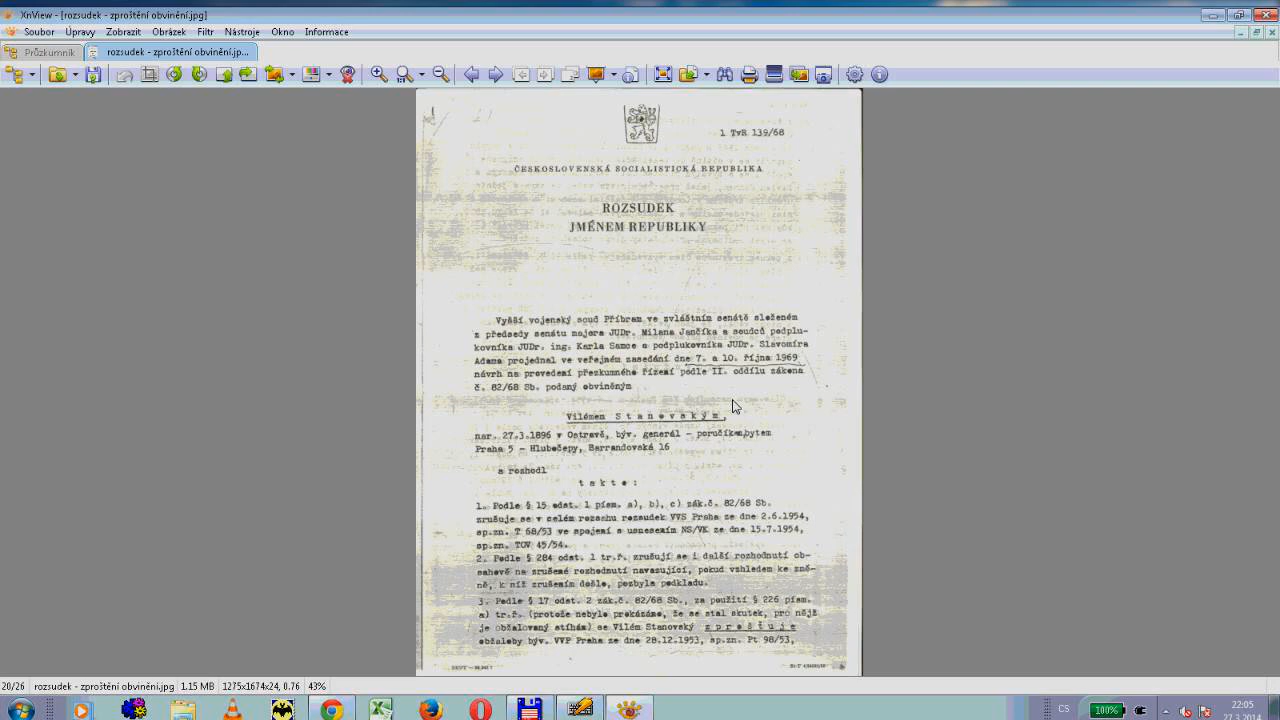 XnView - [rozsudek - zproštění obvinění.jpg]
Soubor Úpravy Zobrazit Obrázek Filtr Nástroje Okno Informace
Průzkumník rozsudek - zproštění obvinění.jp...
1 TvR 139/68
ČESKOSLOVENSKÁ SOCIALISTICKÁ REPUBLIKA
ROZSUDEK
JMÉNEM REPUBLIKY
Vyšší vojenský soud Příbram ve zvláštním senátě složeném
z předsedy senátu majora JUDr. Milana Jančíka a soudců podplu-
kovníka JUDr. ing. Karla Samce a podplukovníka JUDr. Slavomíra
Adama projednal ve veřejném zasedání dne 7. a 10. října 1969
návrh na provedení přezkumného řízení podle II. oddílu zákona
č. 82/68 Sb. podaný obviněným
Vilémem Stanovským,
nar. 27.3.1896 v Ostravě, býv. generál - poručík, bytem
Praha 5 - Hlubočepy, Barrandovská 16
a rozhodl
takto:
1. Podle § 15 odst. 1 písm. a), b), c) zák.č. 82/68 Sb.
zrušuje se v celém rozsahu rozsudek VVS Praha ze dne 2.6.1954,
sp.zn. T 68/53 ve spojení s usnesením NS/VK ze dne 15.7.1954,
sp.zn. TOV 45/54.
2. Podle § 284 odst. 1 tr.ř. zrušují se i další rozhodnutí ob-
sahově na zrušené rozhodnutí navazující, pokud vzhledem ke změ-
ně, k níž zrušením došlo, pozbyla podkladu.
3. Podle § 17 odst. 2 zák.č. 82/68 Sb., za použití § 226 písm.
a) tr.ř. (protože nebylo prokázáno, že se stal skutek, pro nějž
je obžalovaný stíhán) se Vilém Stanovský zprošťuje
obžaloby býv. VVP Praha ze dne 28.12.1953, sp.zn. Pt 98/53,
20/26 rozsudek - zproštění obvinění.jpg 1.15 MB 1275x1674x24, 0.76 43%
CS 100% 22:05
27.3.2014